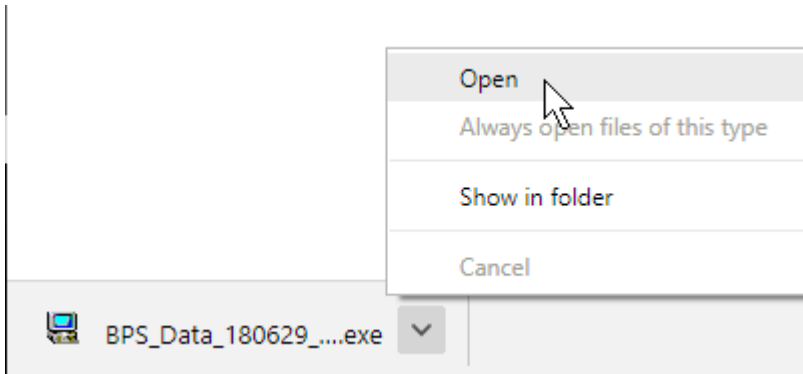 Open
Always open files of this type
Show in folder
Cancel
BPS_Data_180629_....exe